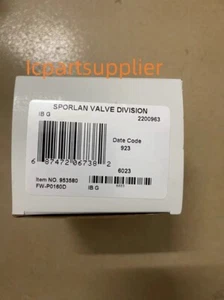 icpartsupplier
SPORLAN VALVE DIVISION
IB G 2200963
Date Code
923
6 87472 06738 2
6023
Item NO. 953580
FW-P0160D IB G